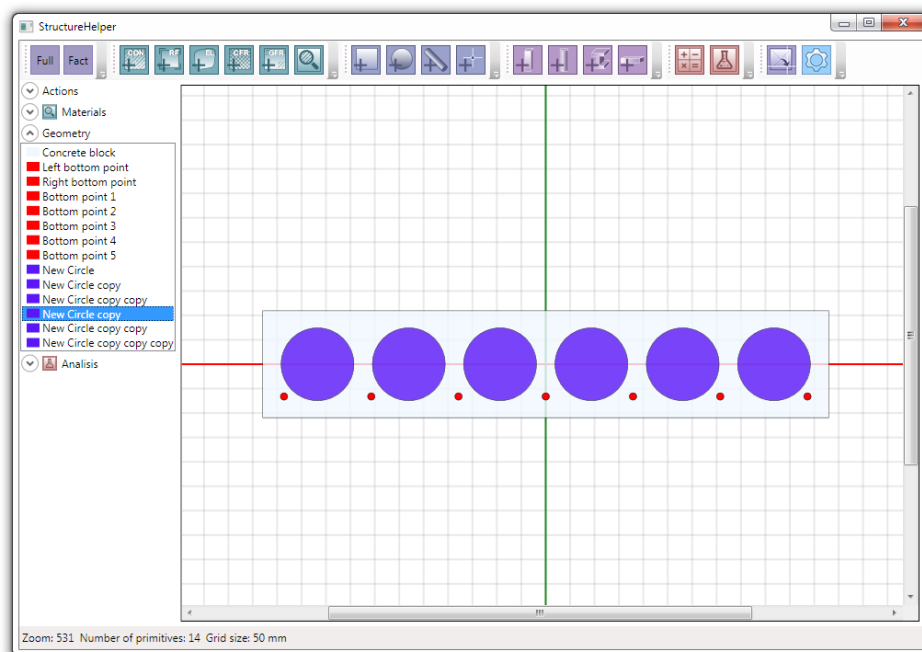 StructureHelper
Full Fact CON RF EL CFR GFR
Actions
Materials
Geometry
Concrete block
Left bottom point
Right bottom point
Bottom point 1
Bottom point 2
Bottom point 3
Bottom point 4
Bottom point 5
New Circle
New Circle copy
New Circle copy copy
New Circle copy
New Circle copy copy
New Circle copy copy copy
Analisis
Zoom: 531 Number of primitives: 14 Grid size: 50 mm